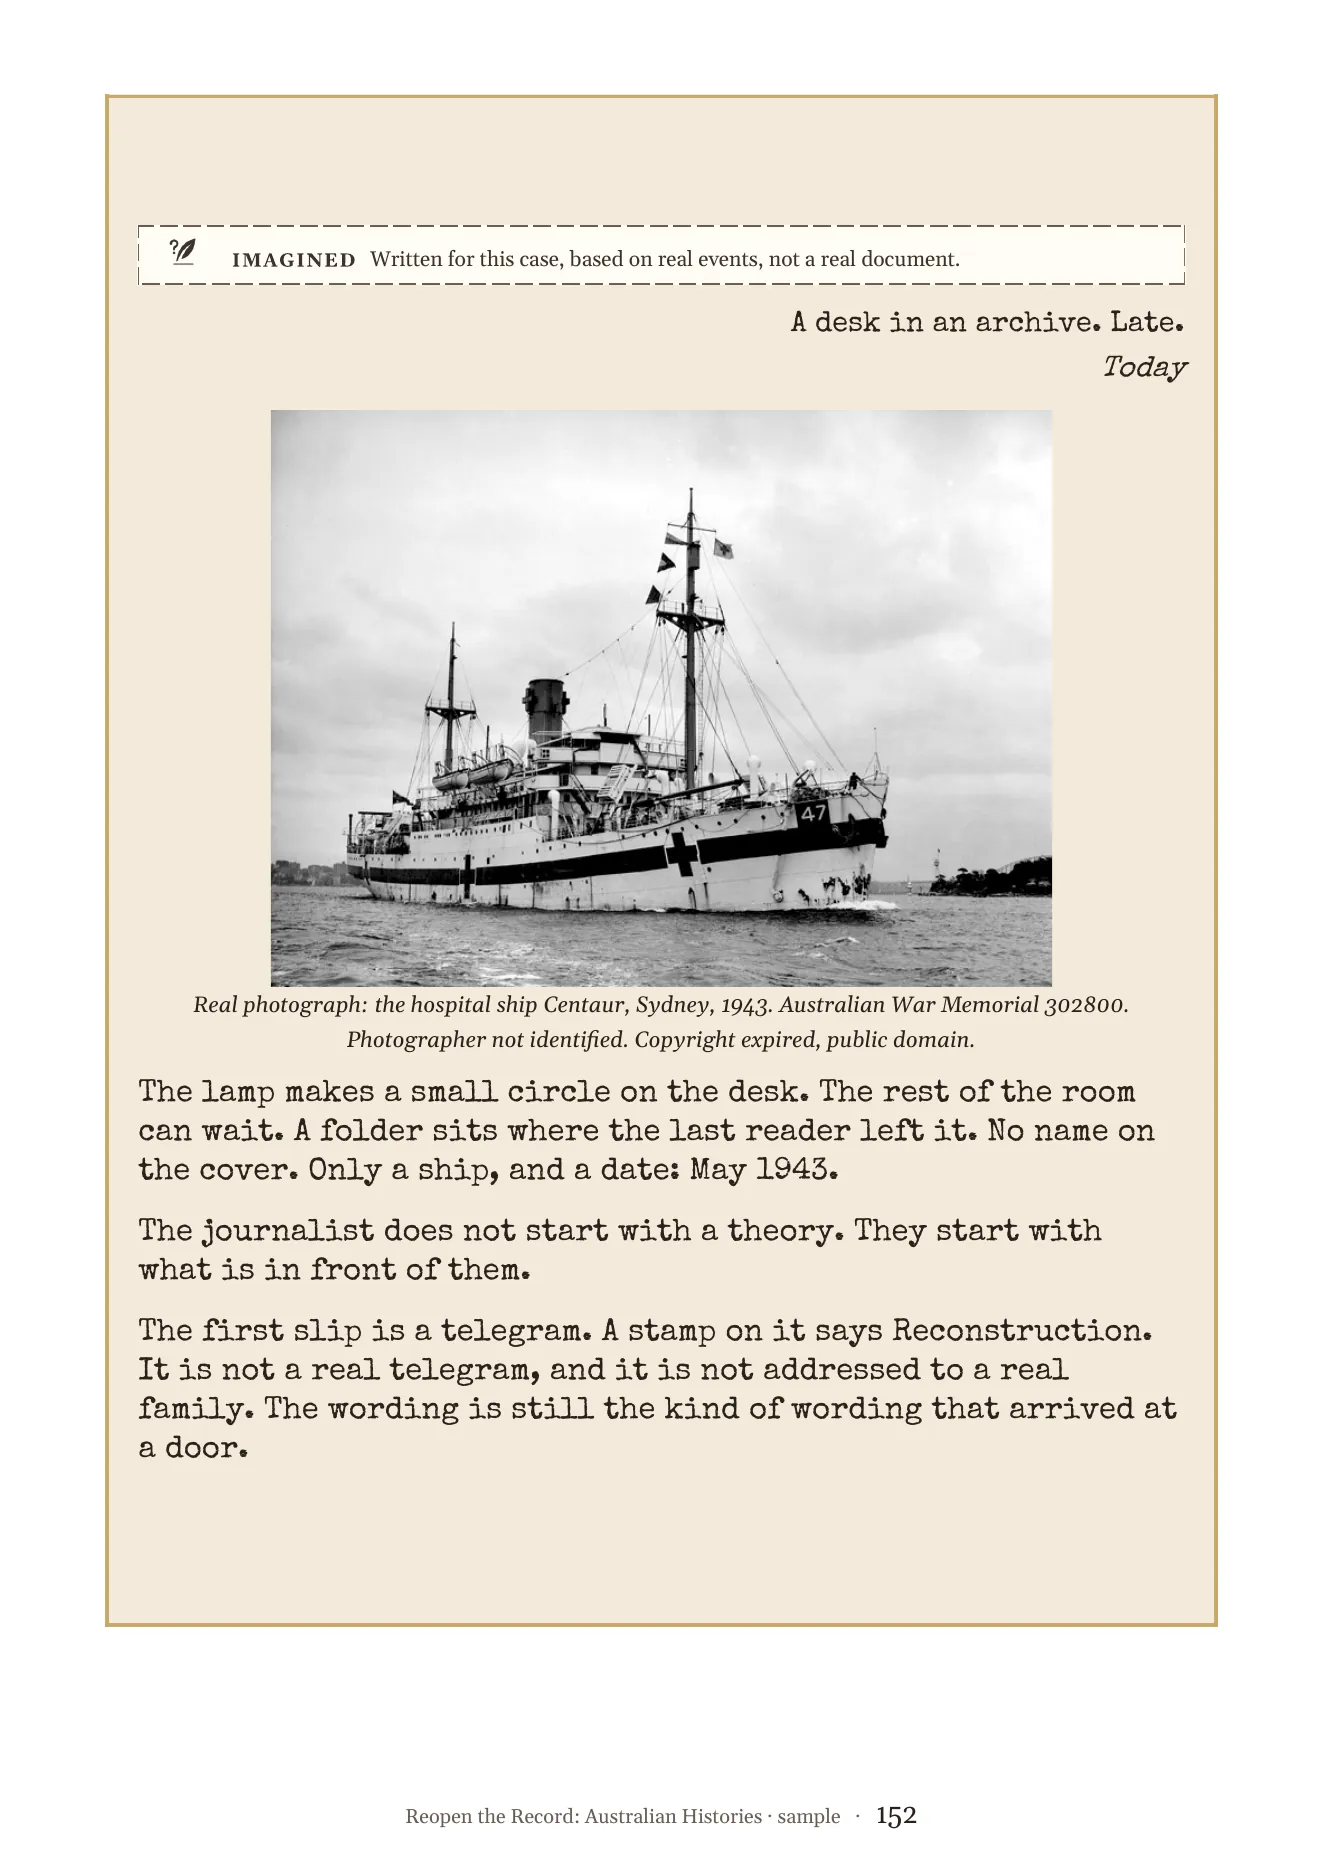 IMAGINED Written for this case, based on real events, not a real document.
A desk in an archive. Late.
Today
47
Real photograph: the hospital ship Centaur, Sydney, 1943. Australian War Memorial 302800.
Photographer not identified. Copyright expired, public domain.
The lamp makes a small circle on the desk. The rest of the room
can wait. A folder sits where the last reader left it. No name on
the cover. Only a ship, and a date: May 1943.
The journalist does not start with a theory. They start with
what is in front of them.
The first slip is a telegram. A stamp on it says Reconstruction.
It is not a real telegram, and it is not addressed to a real
family. The wording is still the kind of wording that arrived at
a door.
Reopen the Record: Australian Histories · sample · 152